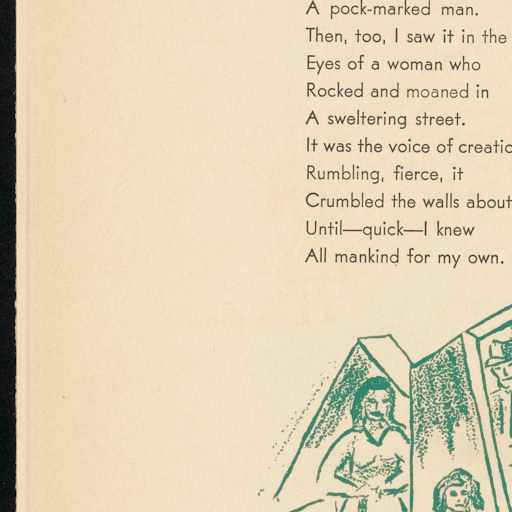 A pock-marked man.
Then, too, I saw it in the
Eyes of a woman who
Rocked and moaned in
A sweltering street.
It was the voice of creatio
Rumbling, fierce, it
Crumbled the walls about
Until—quick—I knew
All mankind for my own.